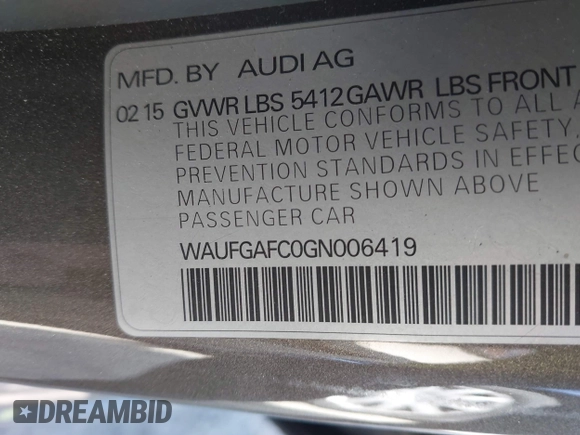 MFD. BY AUDI AG
02 15 GVWR LBS 5412 GAWR LBS FRONT
THIS VEHICLE CONFORMS TO ALL A
FEDERAL MOTOR VEHICLE SAFETY,
PREVENTION STANDARDS IN EFFEC
MANUFACTURE SHOWN ABOVE
PASSENGER CAR
WAUFGAFC0GN006419
DREAMBID